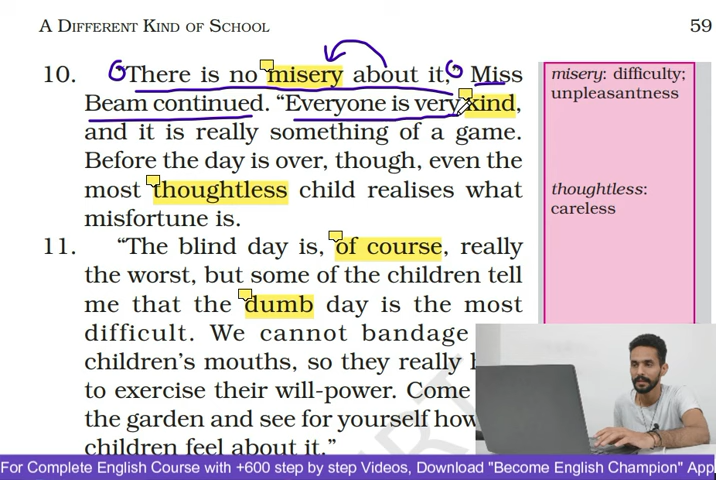 A DIFFERENT KIND OF SCHOOL 59
10. "There is no misery about it," Miss
Beam continued. "Everyone is very kind,
and it is really something of a game.
Before the day is over, though, even the
most thoughtless child realises what
misfortune is.
misery: difficulty;
unpleasantness
thoughtless:
careless
11. "The blind day is, of course, really
the worst, but some of the children tell
me that the dumb day is the most
difficult. We cannot bandage
children's mouths, so they really
to exercise their will-power. Come
the garden and see for yourself how
children feel about it."
For Complete English Course with +600 step by step Videos, Download "Become English Champion" App